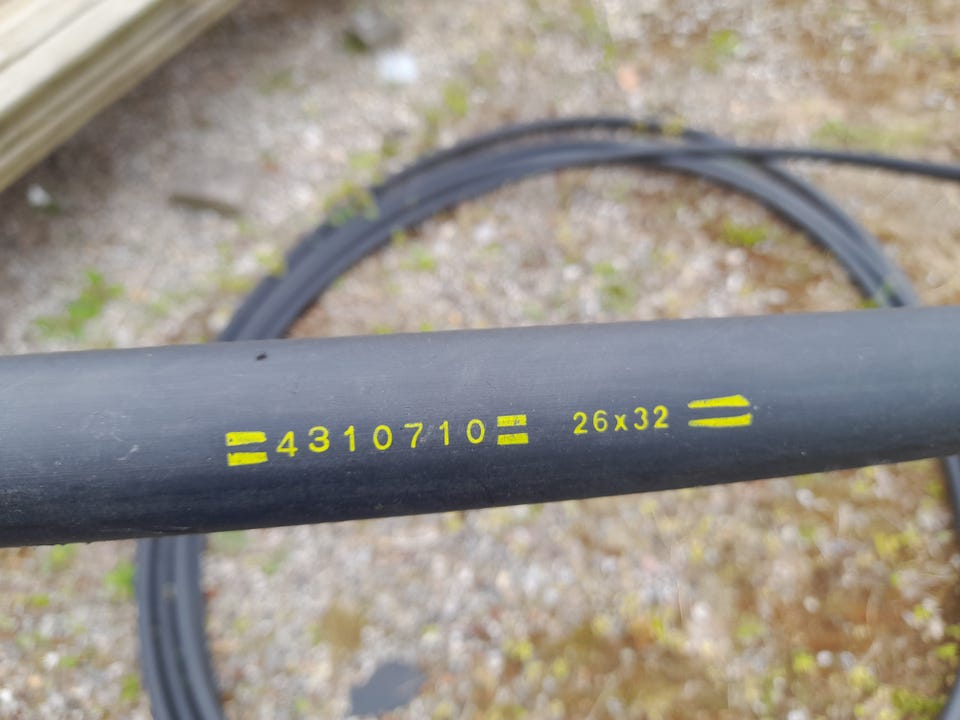 =4310710= 26x32 =